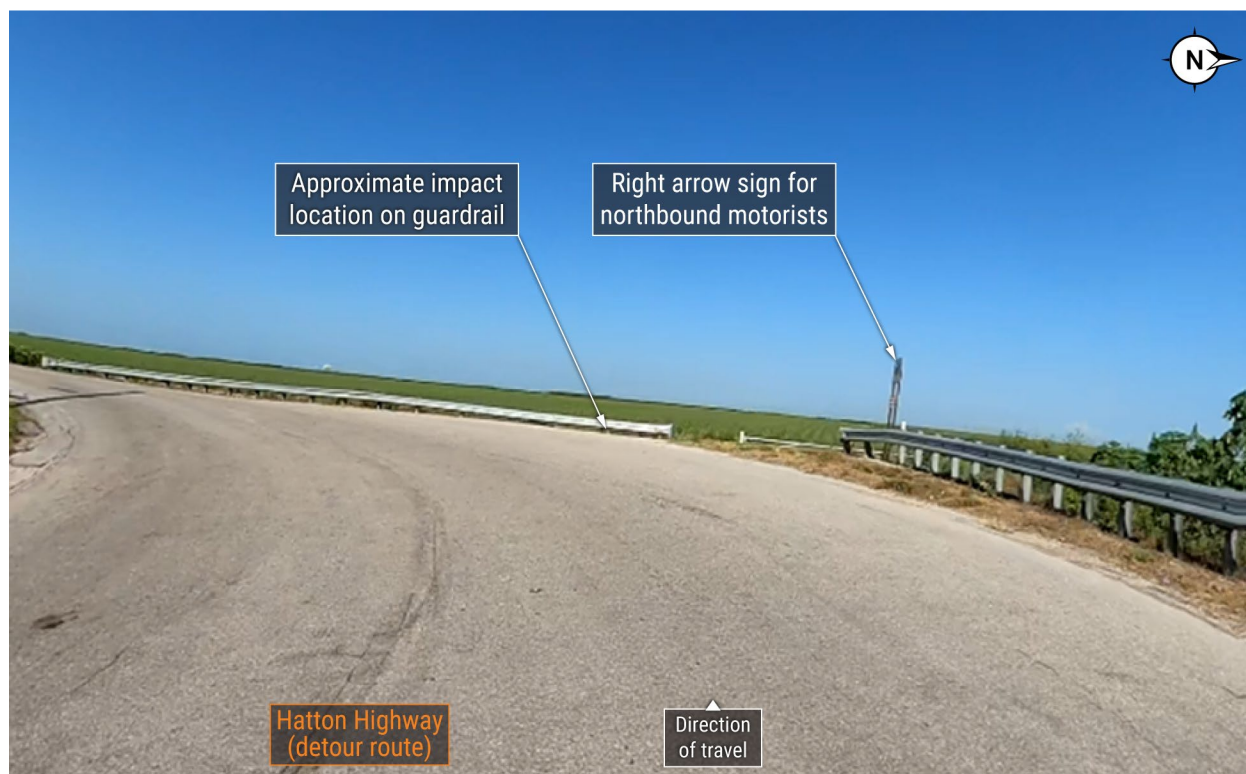 N
Approximate impact
location on guardrail
Right arrow sign for
northbound motorists
Hatton Highway
(detour route)
Direction
of travel